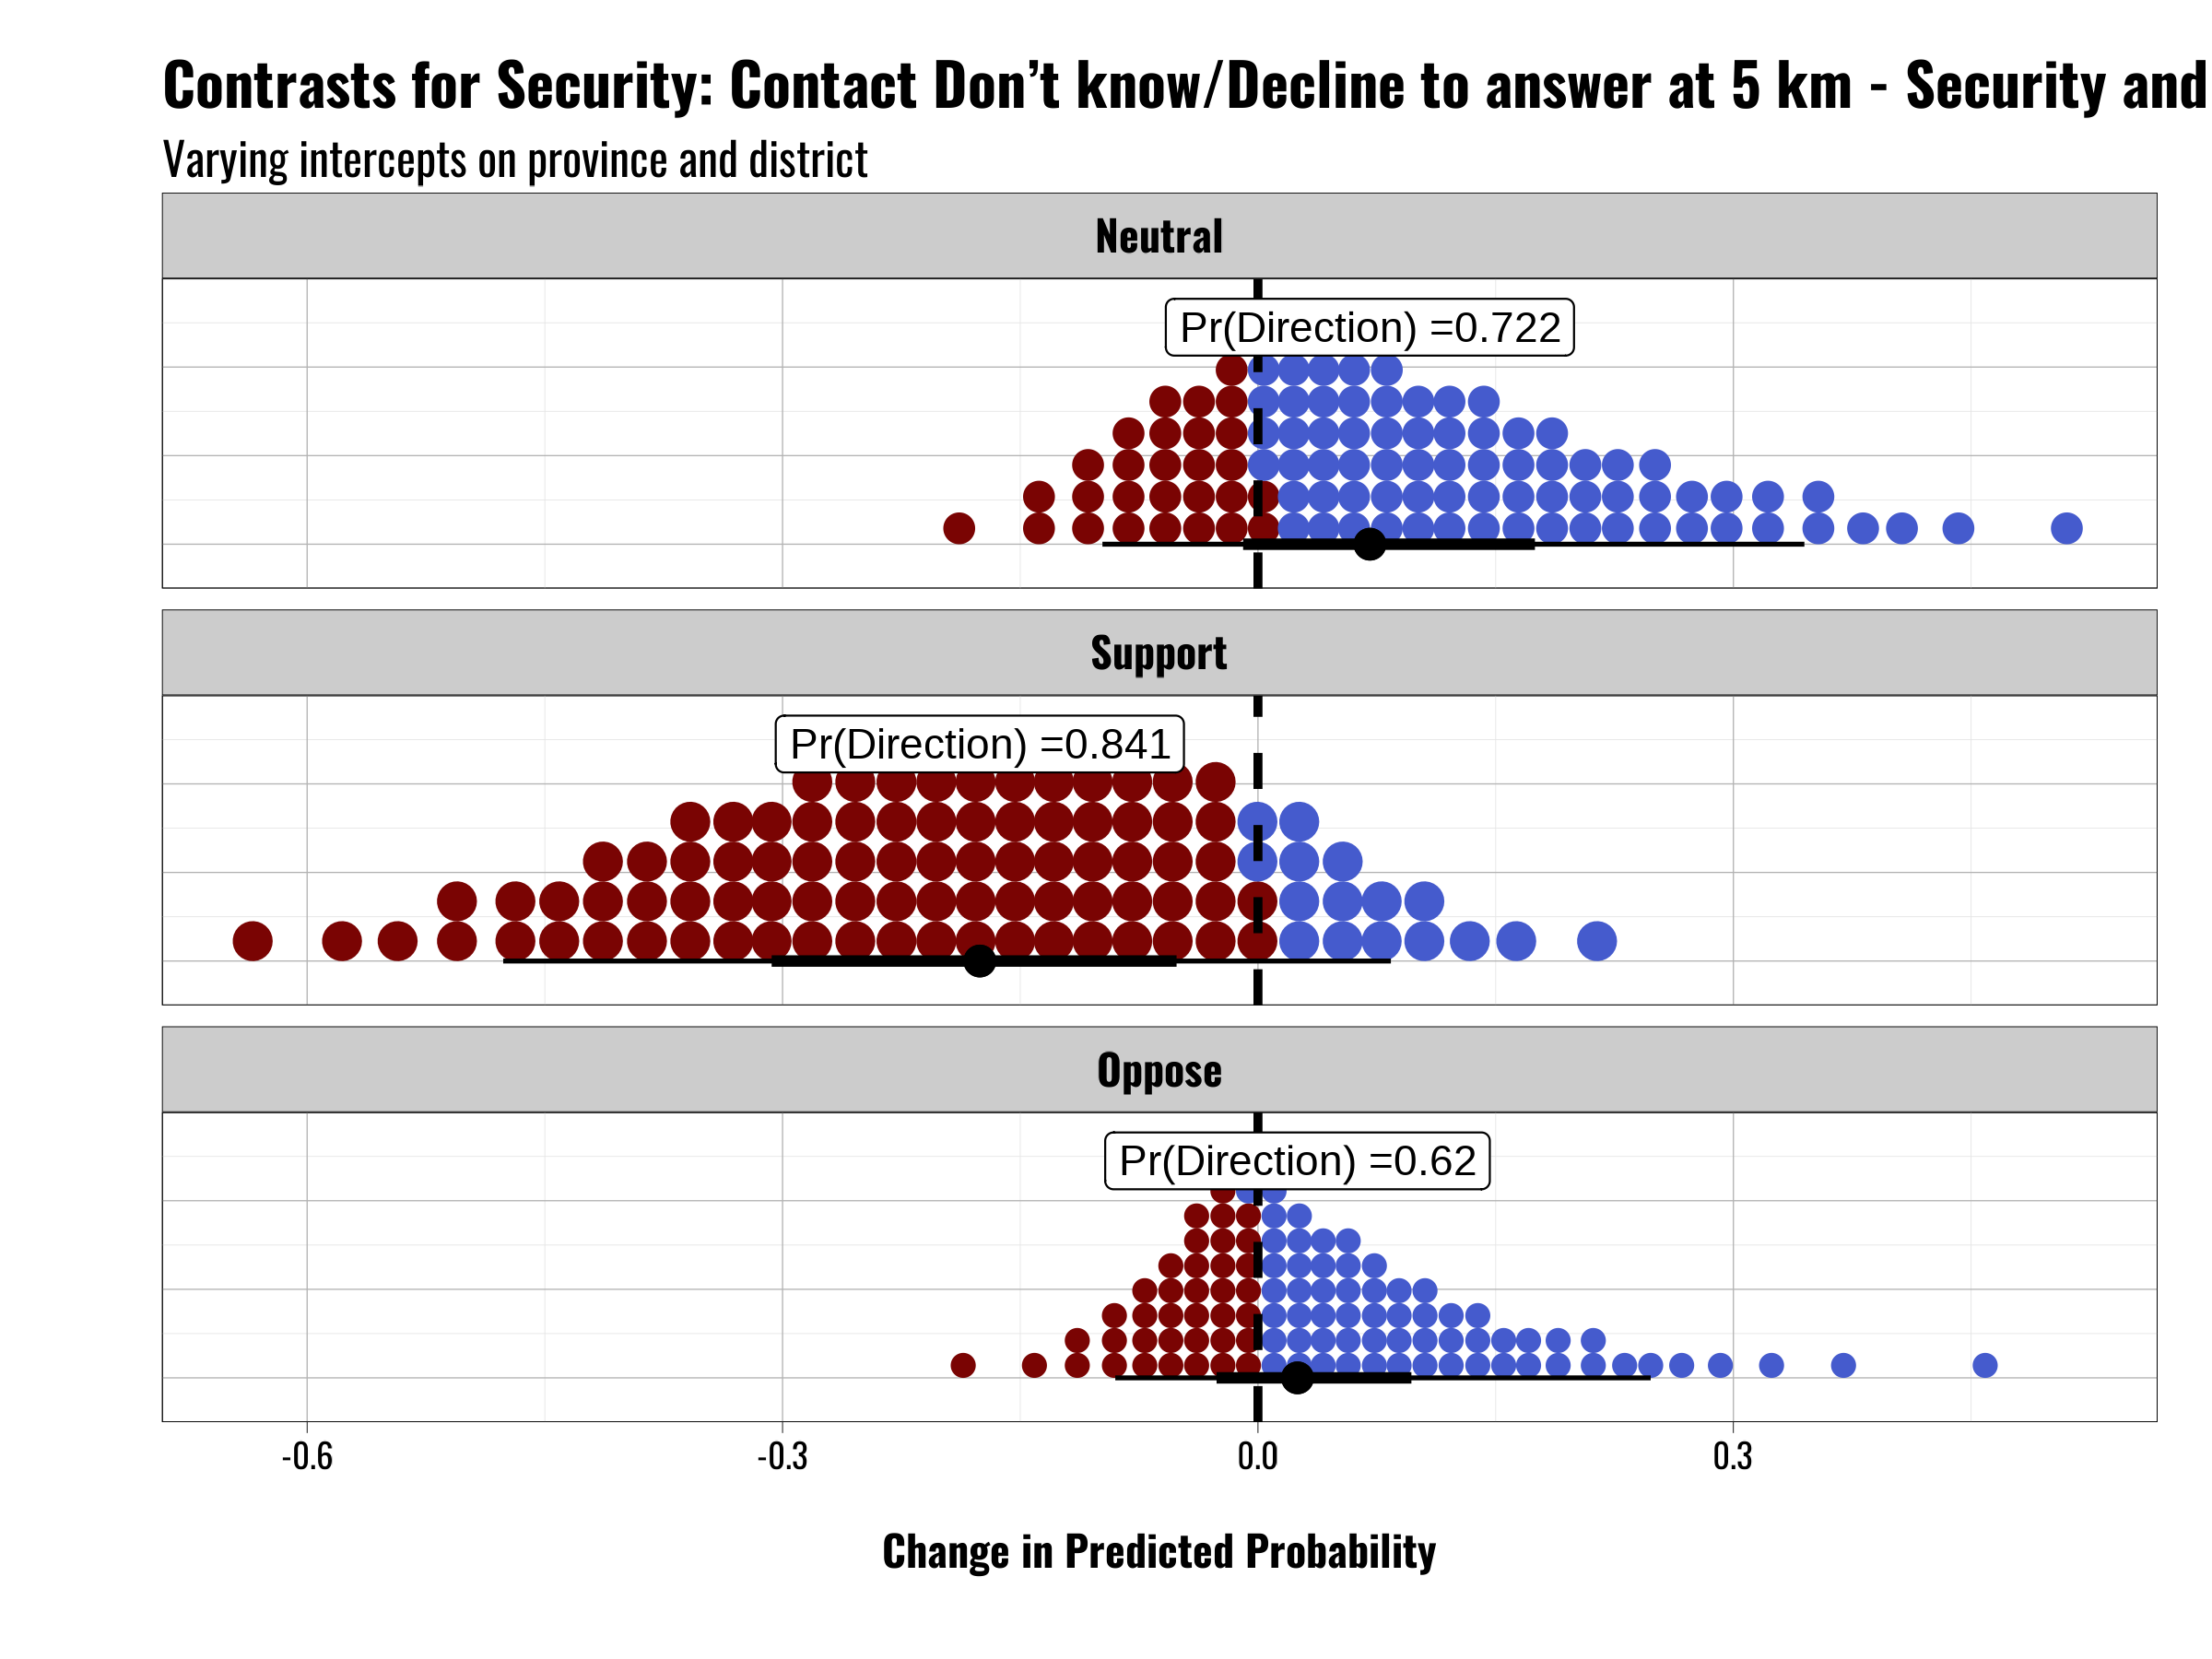 Contrasts for Security: Contact Don’t know/Decline to answer at 5 km - Security and
Varying intercepts on province and district
Neutral
Pr(Direction) =0.722
Support
Pr(Direction) =0.841
Oppose
Pr(Direction) =0.62
-0.6 -0.3 0.0 0.3
Change in Predicted Probability